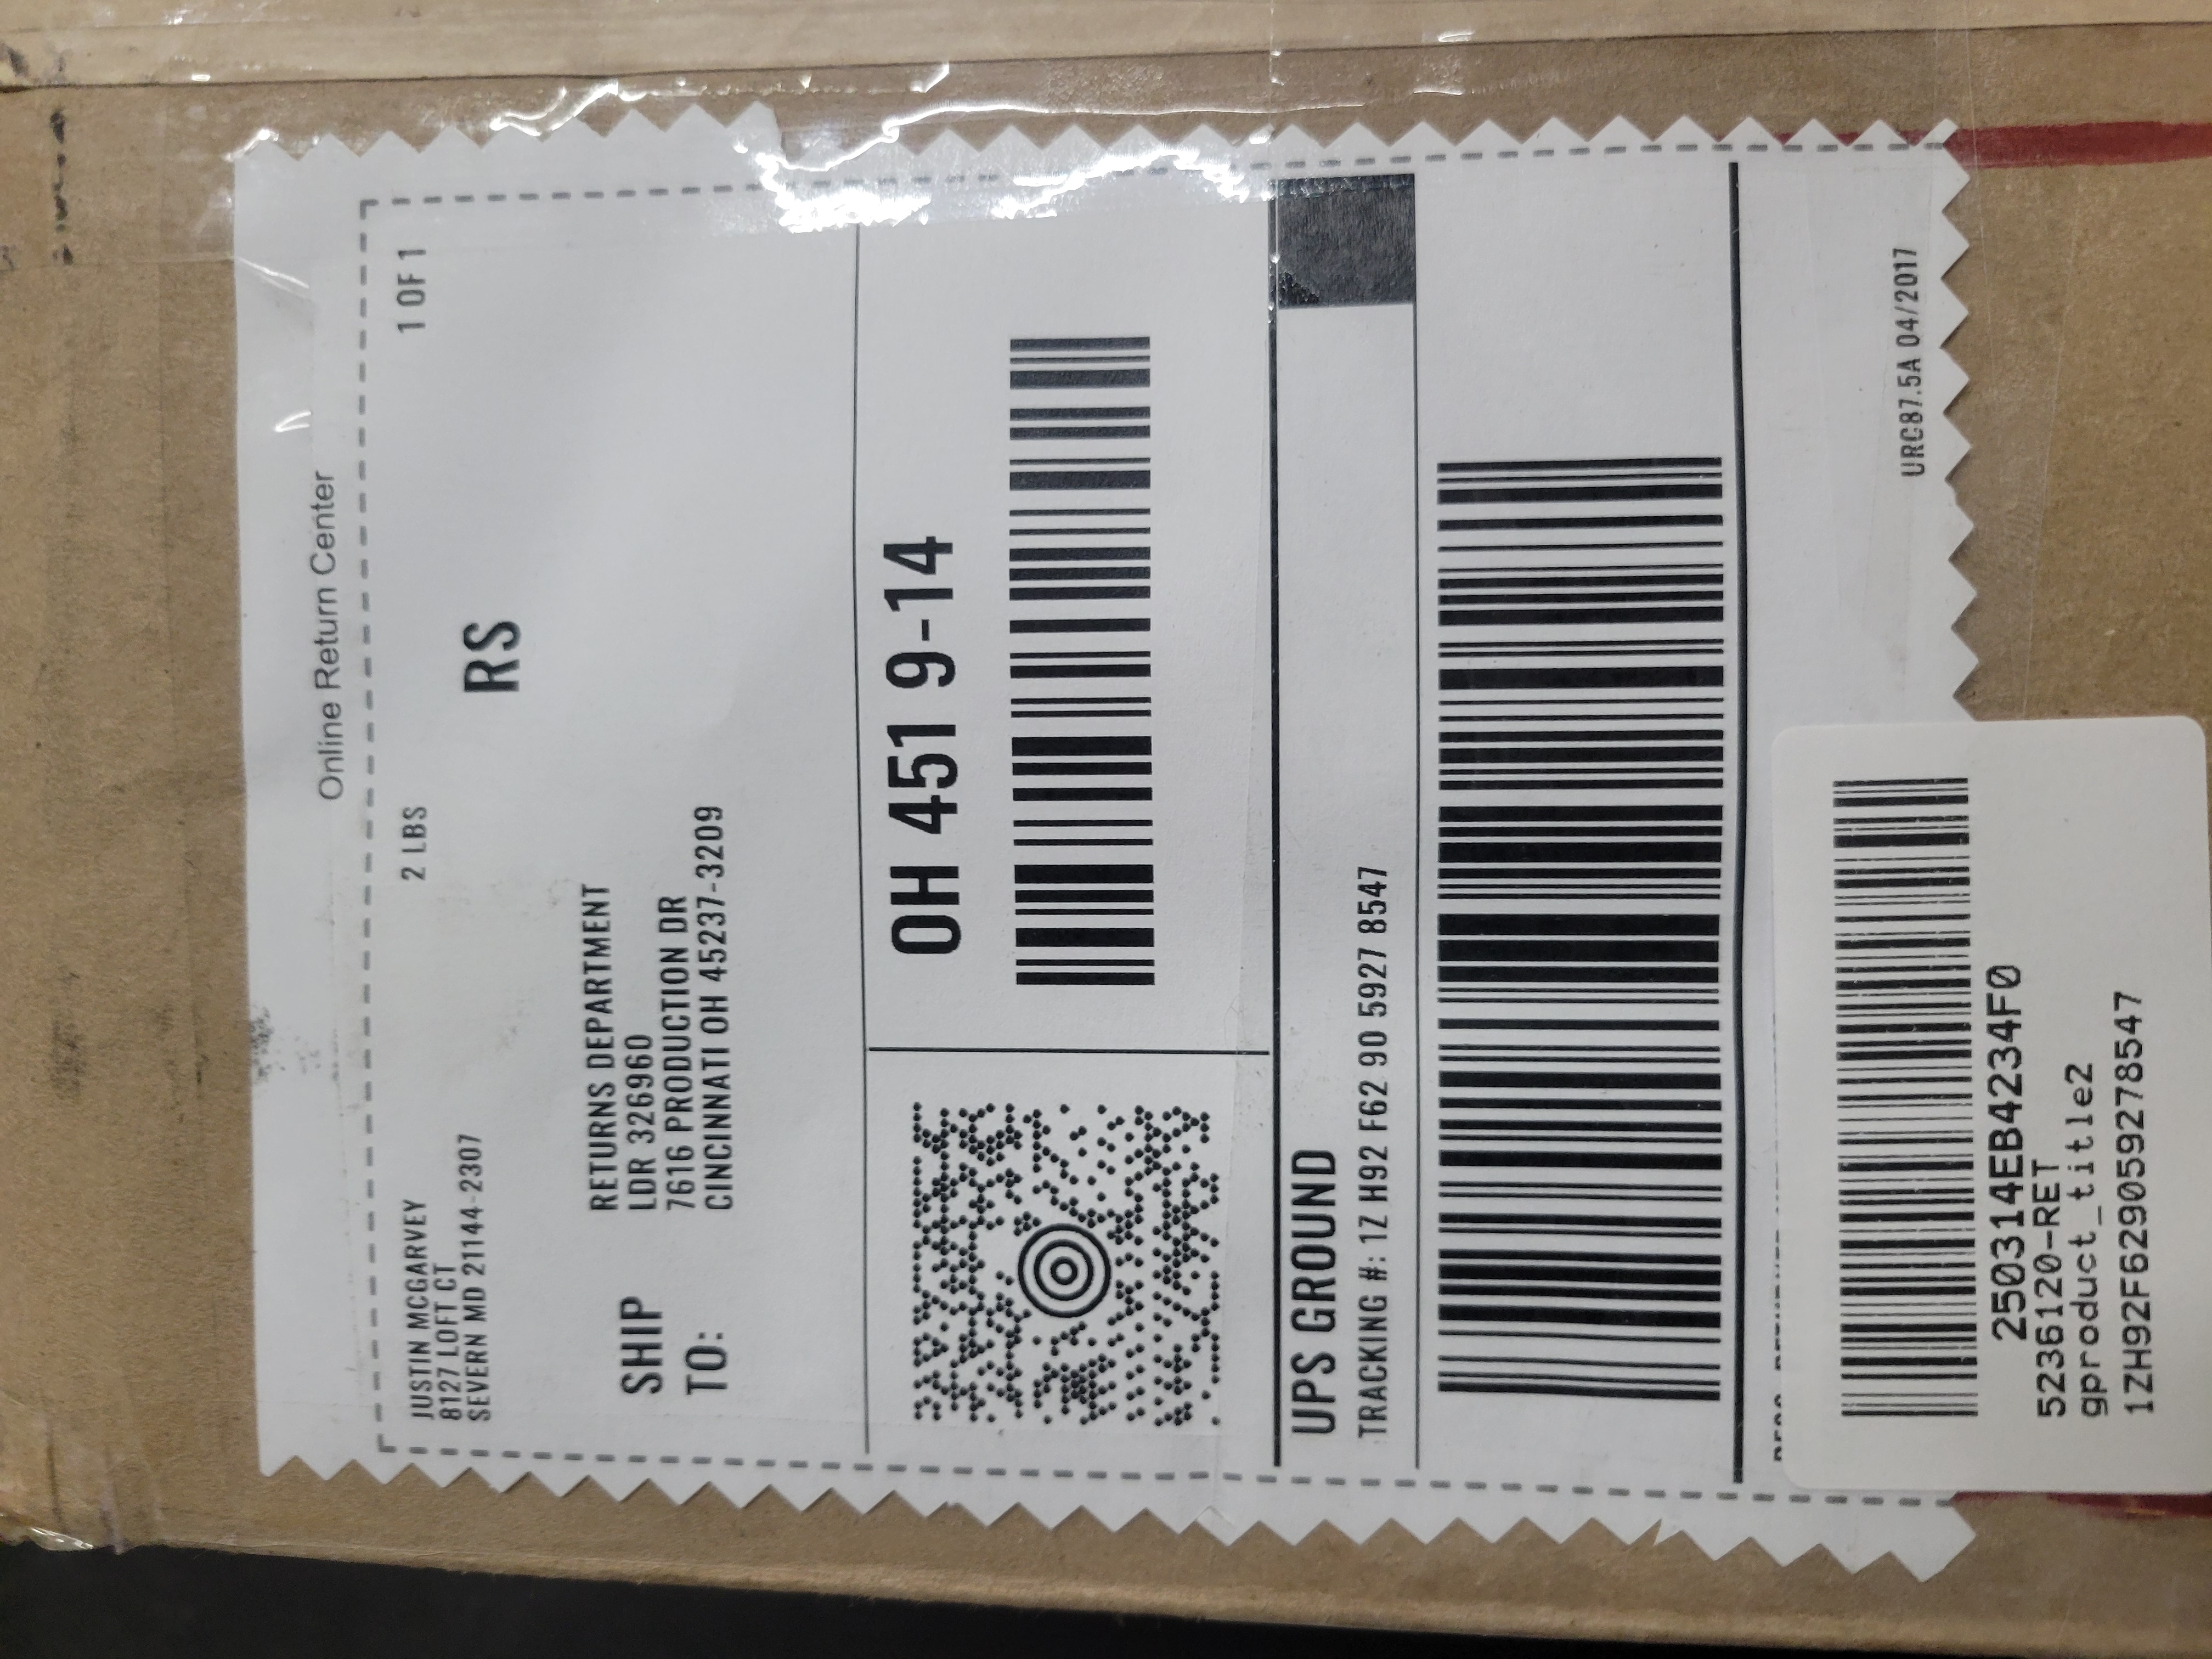 Online Return Center
JUSTIN MCGARVEY
8127 LOFT CT
SEVERN MD 21144-2307
2 LBS
1 OF 1
RS
SHIP
TO:
RETURNS DEPARTMENT
LDR 326960
7616 PRODUCTION DR
CINCINNATI OH 45237-3209
OH 451 9-14
UPS GROUND
TRACKING #: 1Z H92 F62 90 5927 8547
URC87.5A 04/2017
250314EB4234F0
5236120-RET
gproduct_title2
1ZH92F629059278547